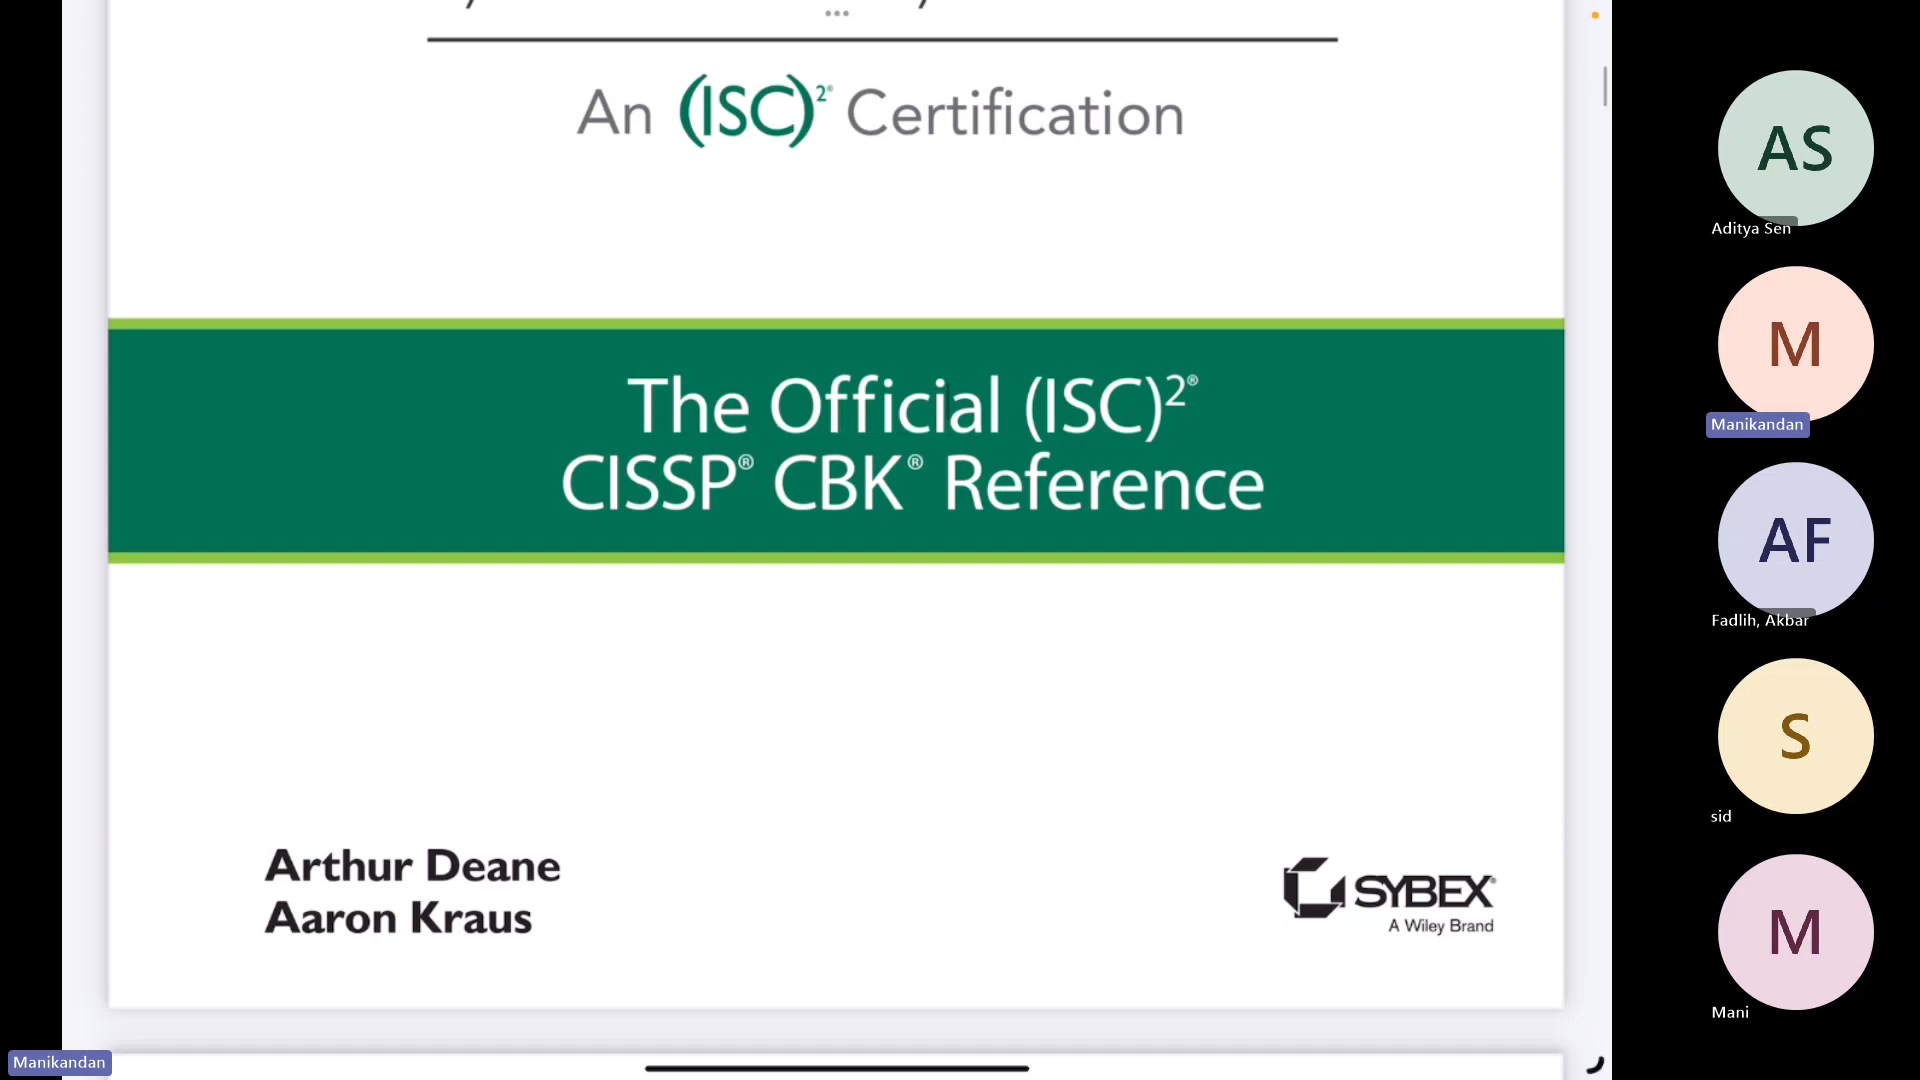 An (ISC)²® Certification
The Official (ISC)²®
CISSP® CBK® Reference
Arthur Deane
Aaron Kraus
SYBEX®
A Wiley Brand
AS
Aditya Sen
M
Manikandan
AF
Fadlih, Akbar
S
sid
M
Mani
Manikandan